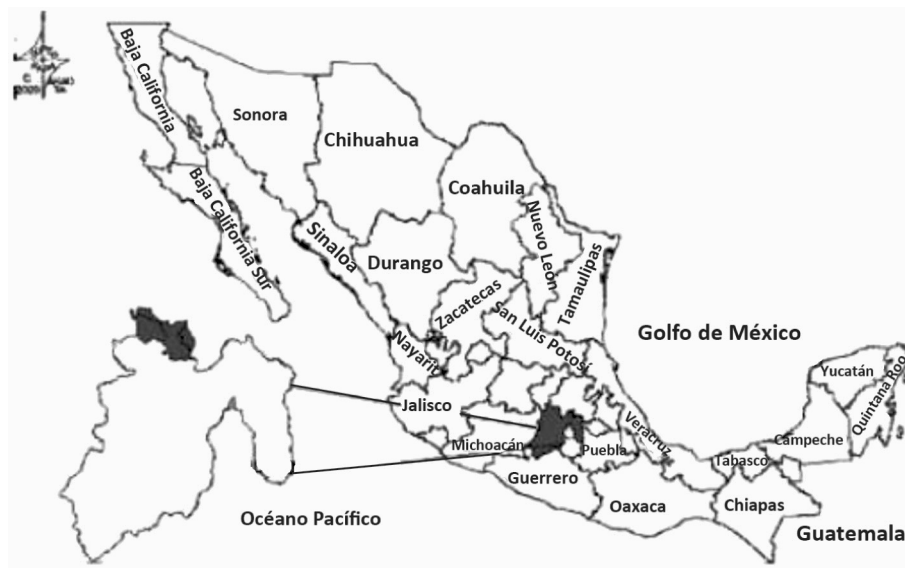 Baja California
Sonora
Chihuahua
Coahuila
Baja California Sur
Nuevo León
Sinaloa
Durango
Tamaulipas
Zacatecas
San Luis Potosí
Golfo de México
Nayarit
Yucatán
Quintana Roo
Jalisco
Veracruz
Michoacán
Puebla
Campeche
Tabasco
Guerrero
Oaxaca
Chiapas
Océano Pacífico
Guatemala